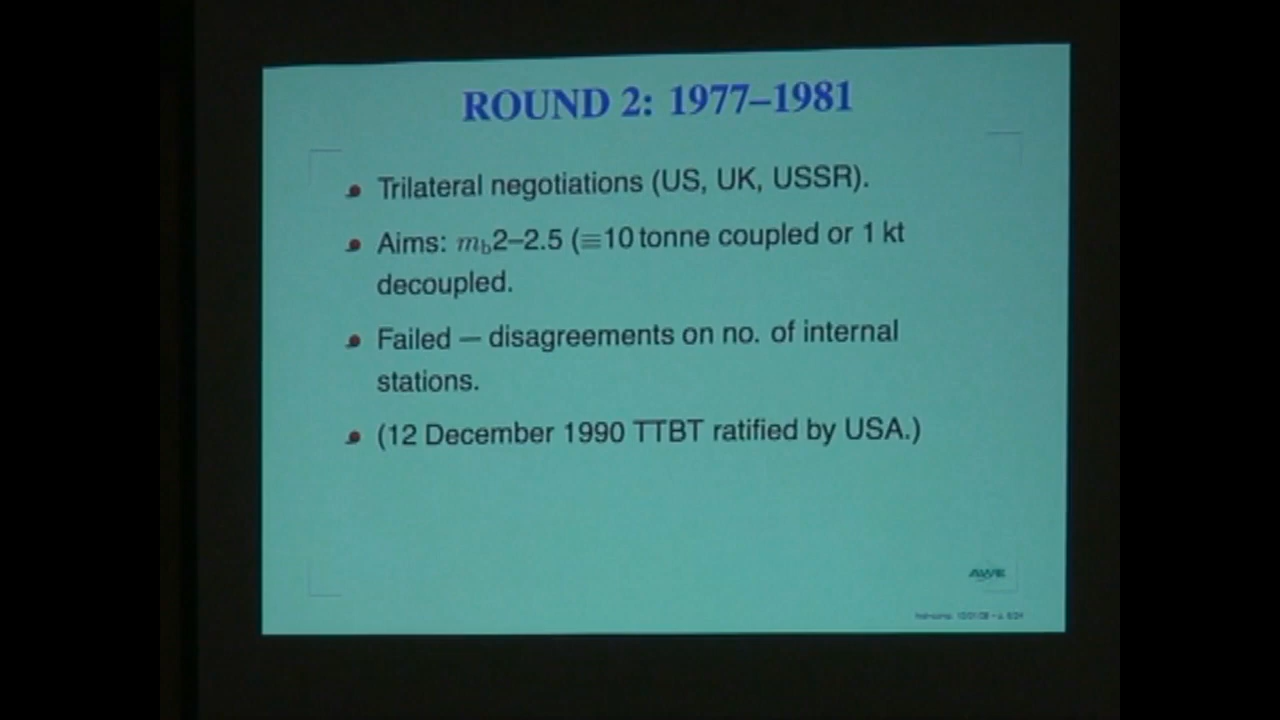 ROUND 2: 1977–1981
Trilateral negotiations (US, UK, USSR).
Aims: m_b2–2.5 (≡10 tonne coupled or 1 kt
decoupled.
Failed — disagreements on no. of internal
stations.
(12 December 1990 TTBT ratified by USA.)
AWE